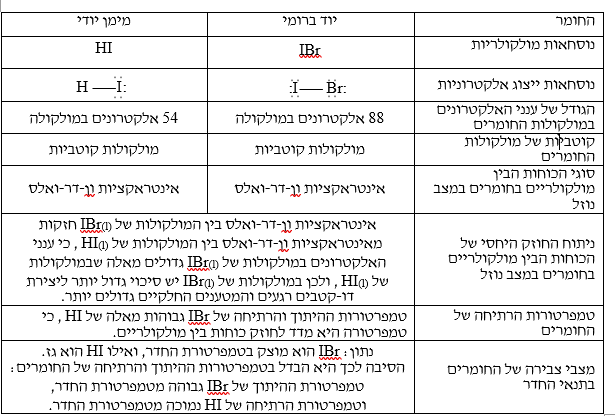 החומר יוד ברומי מימן יודי
נוסחאות מולקולריות IBr HI
נוסחאות ייצוג אלקטרוניות :I — Br: H — I:
הגודל של ענני האלקטרונים
במולקולות החומרים
88 אלקטרונים במולקולה 54 אלקטרונים במולקולה
קוטביות של מולקולות
החומרים
מולקולות קוטביות מולקולות קוטביות
סוגי הכוחות הבין
מולקולריים בחומרים במצב
נוזל
אינטראקציות ון-דר-ואלס אינטראקציות ון-דר-ואלס
ניתוח החוזק היחסי של
הכוחות הבין מולקולריים
בחומרים במצב נוזל
אינטראקציות ון-דר-ואלס בין המולקולות של IBr(l) חזקות
מאינטראקציות ון-דר-ואלס בין המולקולות של HI(l) , כי ענני
האלקטרונים במולקולות של IBr(l) גדולים מאלה שבמולקולות
של HI(l) , ולכן במולקולות של IBr(l) יש סיכוי גדול יותר ליצירת
דו-קטבים רגעים והמטענים החלקיים גדולים יותר.
טמפרטורות הרתיחה של
החומרים
טמפרטורות ההיתוך והרתיחה של IBr גבוהות מאלה של HI , כי
טמפרטורה היא מדד לחוזק כוחות בין מולקולריים.
מצבי צבירה של החומרים
בתנאי החדר
נתון: IBr הוא מוצק בטמפרטורת החדר, ואילו HI הוא גז.
הסיבה לכך היא הבדל בטמפרטורות ההיתוך והרתיחה של החומרים:
טמפרטורת ההיתוך של IBr גבוהה מטמפרטורת החדר,
וטמפרטורת הרתיחה של HI נמוכה מטמפרטורת החדר.